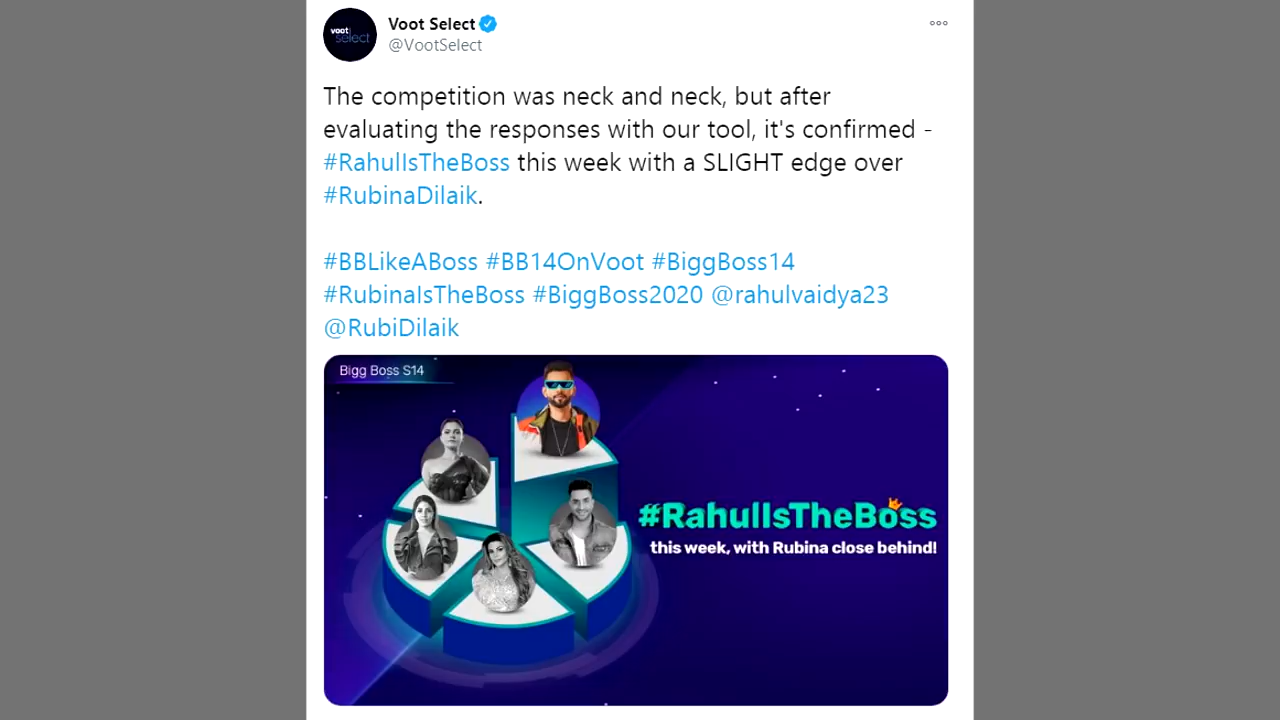 voot
select
Voot Select
@VootSelect
The competition was neck and neck, but after
evaluating the responses with our tool, it's confirmed -
#RahulIsTheBoss this week with a SLIGHT edge over
#RubinaDilaik.
#BBLikeABoss #BB14OnVoot #BiggBoss14
#RubinaIsTheBoss #BiggBoss2020 @rahulvaidya23
@RubiDilaik
Bigg Boss S14
#RahulIsTheBoss
this week, with Rubina close behind!